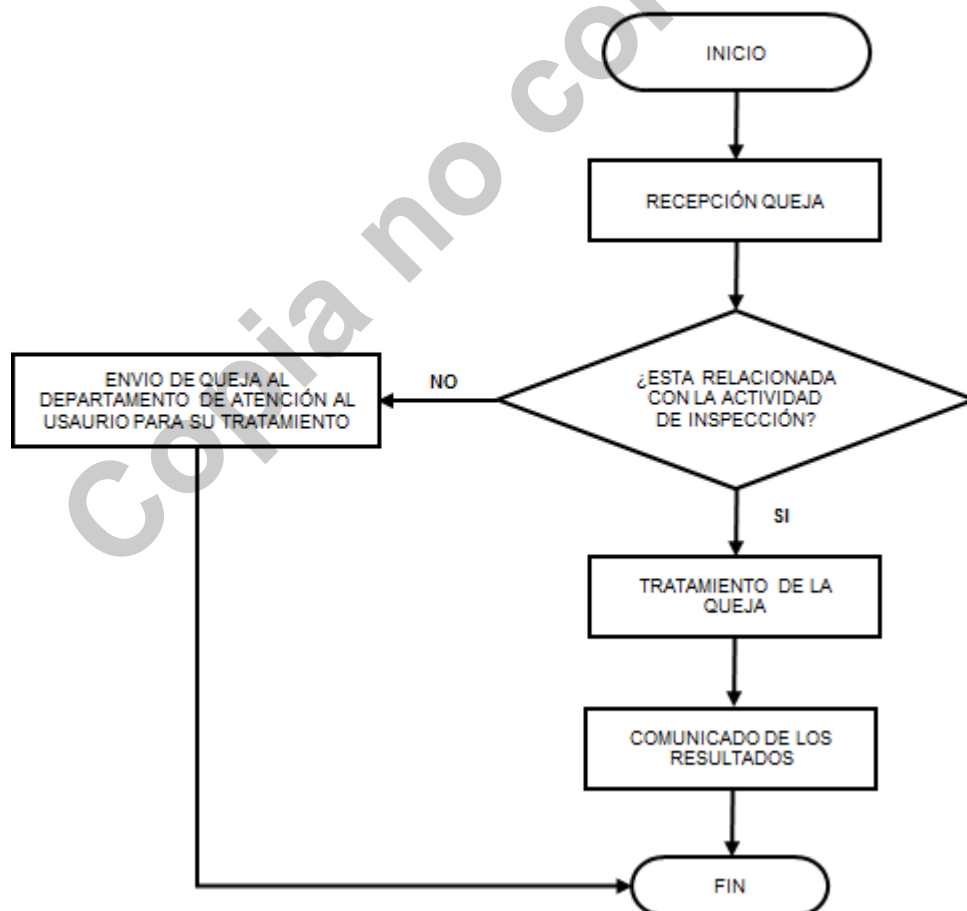 INICIO
RECEPCIÓN QUEJA
¿ESTA RELACIONADA
CON LA ACTIVIDAD
DE INSPECCIÓN?
NO
ENVIO DE QUEJA AL
DEPARTAMENTO DE ATENCIÓN AL
USAURIO PARA SU TRATAMIENTO
SI
TRATAMIENTO DE LA
QUEJA
COMUNICADO DE LOS
RESULTADOS
FIN
Copia no